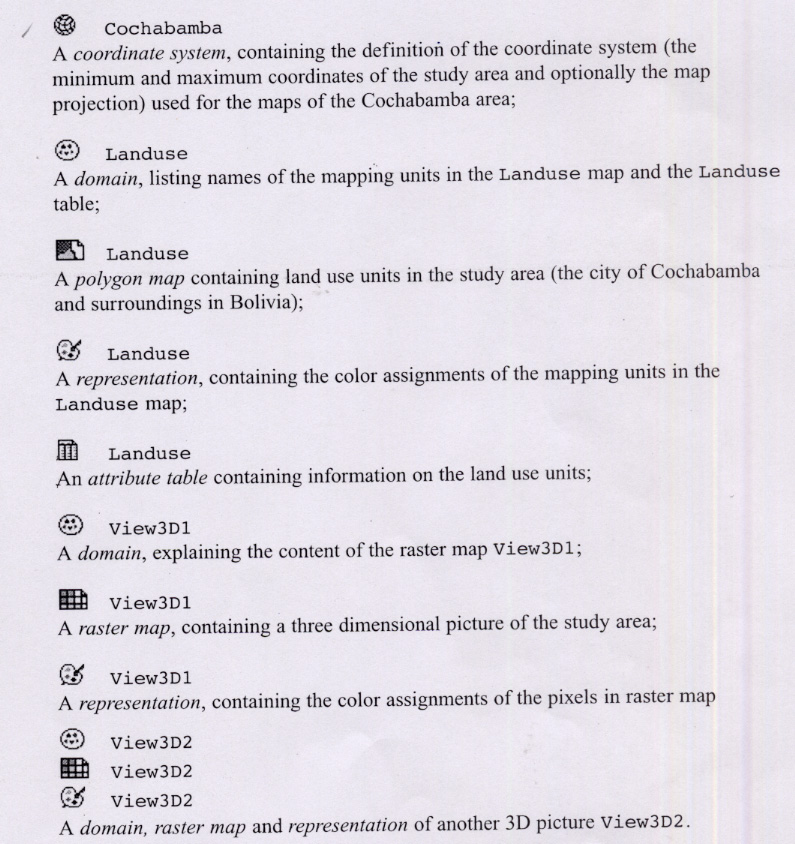 Cochabamba
A coordinate system, containing the definition of the coordinate system (the
minimum and maximum coordinates of the study area and optionally the map
projection) used for the maps of the Cochabamba area;
Landuse
A domain, listing names of the mapping units in the Landuse map and the Landuse
table;
Landuse
A polygon map containing land use units in the study area (the city of Cochabamba
and surroundings in Bolivia);
Landuse
A representation, containing the color assignments of the mapping units in the
Landuse map;
Landuse
An attribute table containing information on the land use units;
View3D1
A domain, explaining the content of the raster map View3D1;
View3D1
A raster map, containing a three dimensional picture of the study area;
View3D1
A representation, containing the color assignments of the pixels in raster map
View3D2
View3D2
View3D2
A domain, raster map and representation of another 3D picture View3D2.